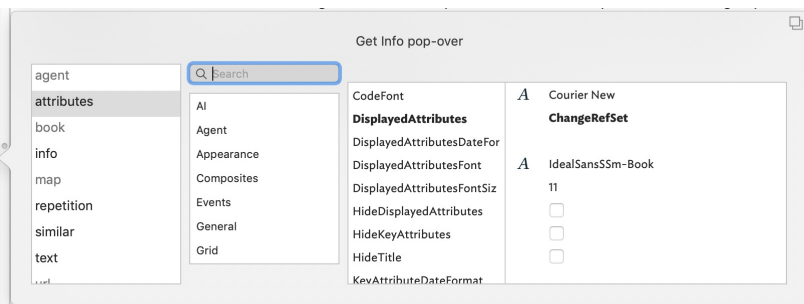 Get Info pop-over
agent
attributes
book
info
map
repetition
similar
text
Search
AI
Agent
Appearance
Composites
Events
General
Grid
CodeFont A Courier New
DisplayedAttributes ChangeRefSet
DisplayedAttributesDateFor
DisplayedAttributesFont A IdealSansSSm-Book
DisplayedAttributesFontSiz 11
HideDisplayedAttributes
HideKeyAttributes
HideTitle
KeyAttributeDateFormat